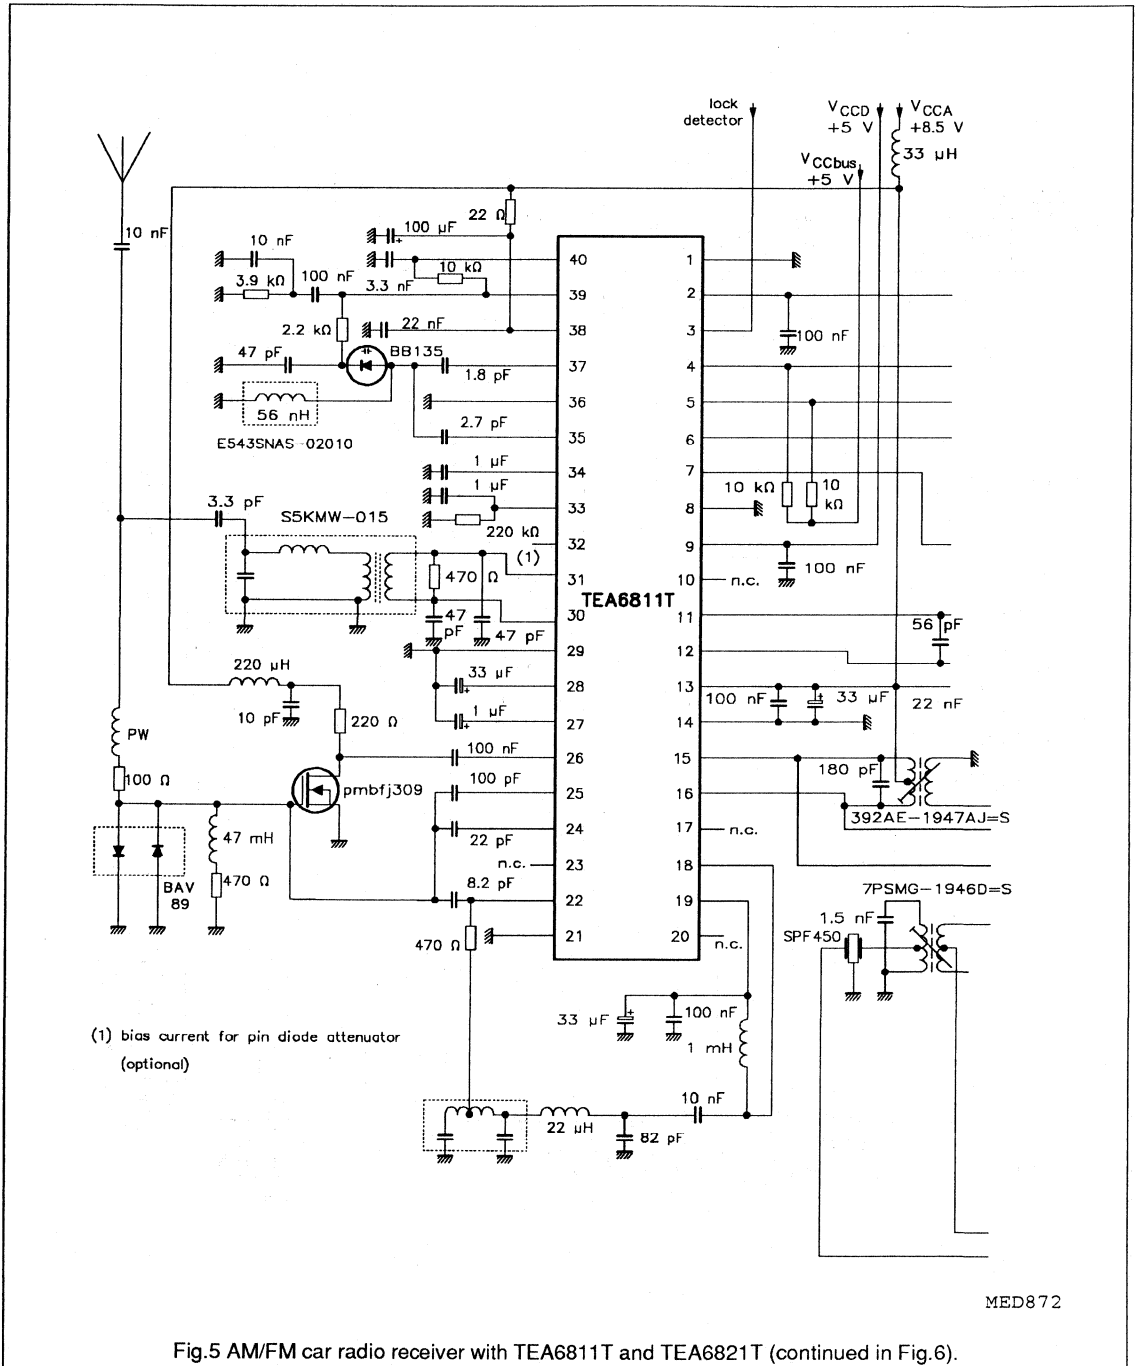 lock
detector
VCCD
+5 V
VCCA
+8.5 V
33 µH
VCCbus
+5 V
10 nF
22 Ω
100 µF
+
10 nF
10 kΩ
3.9 kΩ
100 nF
3.3 nF
2.2 kΩ
22 nF
BB135
47 pF
1.8 pF
56 nH
2.7 pF
E543SNAS-02010
1 µF
1 µF
220 kΩ
3.3 pF
S5KMW-015
(1)
470 Ω
47
pF
47 pF
TEA6811T
40
39
38
37
36
35
34
33
32
31
30
29
28
27
26
25
24
23
22
21
1
2
3
4
5
6
7
8
9
10
11
12
13
14
15
16
17
18
19
20
100 nF
10 kΩ
10
kΩ
100 nF
n.c.
56 pF
100 nF
+
33 µF
22 nF
180 pF
392AE-1947AJ=S
n.c.
7PSMG-1946D=S
1.5 nF
SPF450
n.c.
220 µH
10 pF
220 Ω
33 µF
+
1 µF
+
100 nF
100 pF
22 pF
n.c.
8.2 pF
470 Ω
PW
100 Ω
pmbfj309
47 mH
470 Ω
BAV
89
33 µF
+
100 nF
1 mH
10 nF
22 µH
82 pF
(1) bias current for pin diode attenuator
(optional)
MED872
Fig.5 AM/FM car radio receiver with TEA6811T and TEA6821T (continued in Fig.6).